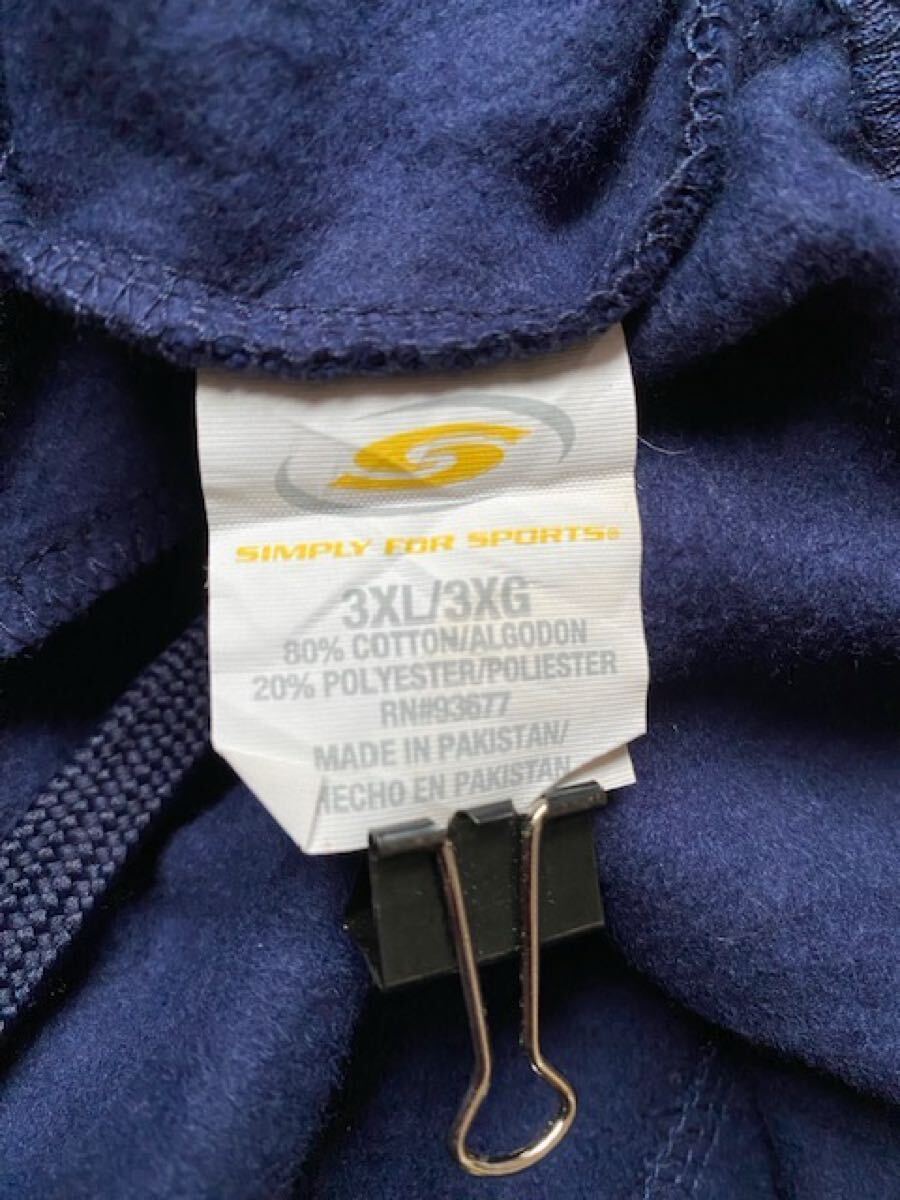 SIMPLY FOR SPORTS®
3XL/3XG
80% COTTON/ALGODON
20% POLYESTER/POLIESTER
RN#93677
MADE IN PAKISTAN/
HECHO EN PAKISTAN